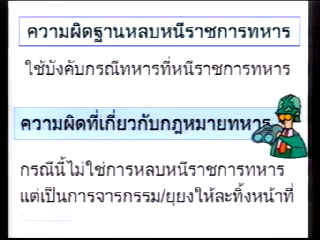 ความผิดฐานหลบหนีราชการทหาร
ใช้บังคับกรณีทหารที่หนีราชการทหาร
ความผิดที่เกี่ยวกับกฎหมายทหาร
กรณีนี้ไม่ใช่การหลบหนีราชการทหาร
แต่เป็นการจารกรรม/ยุยงให้ละทิ้งหน้าที่